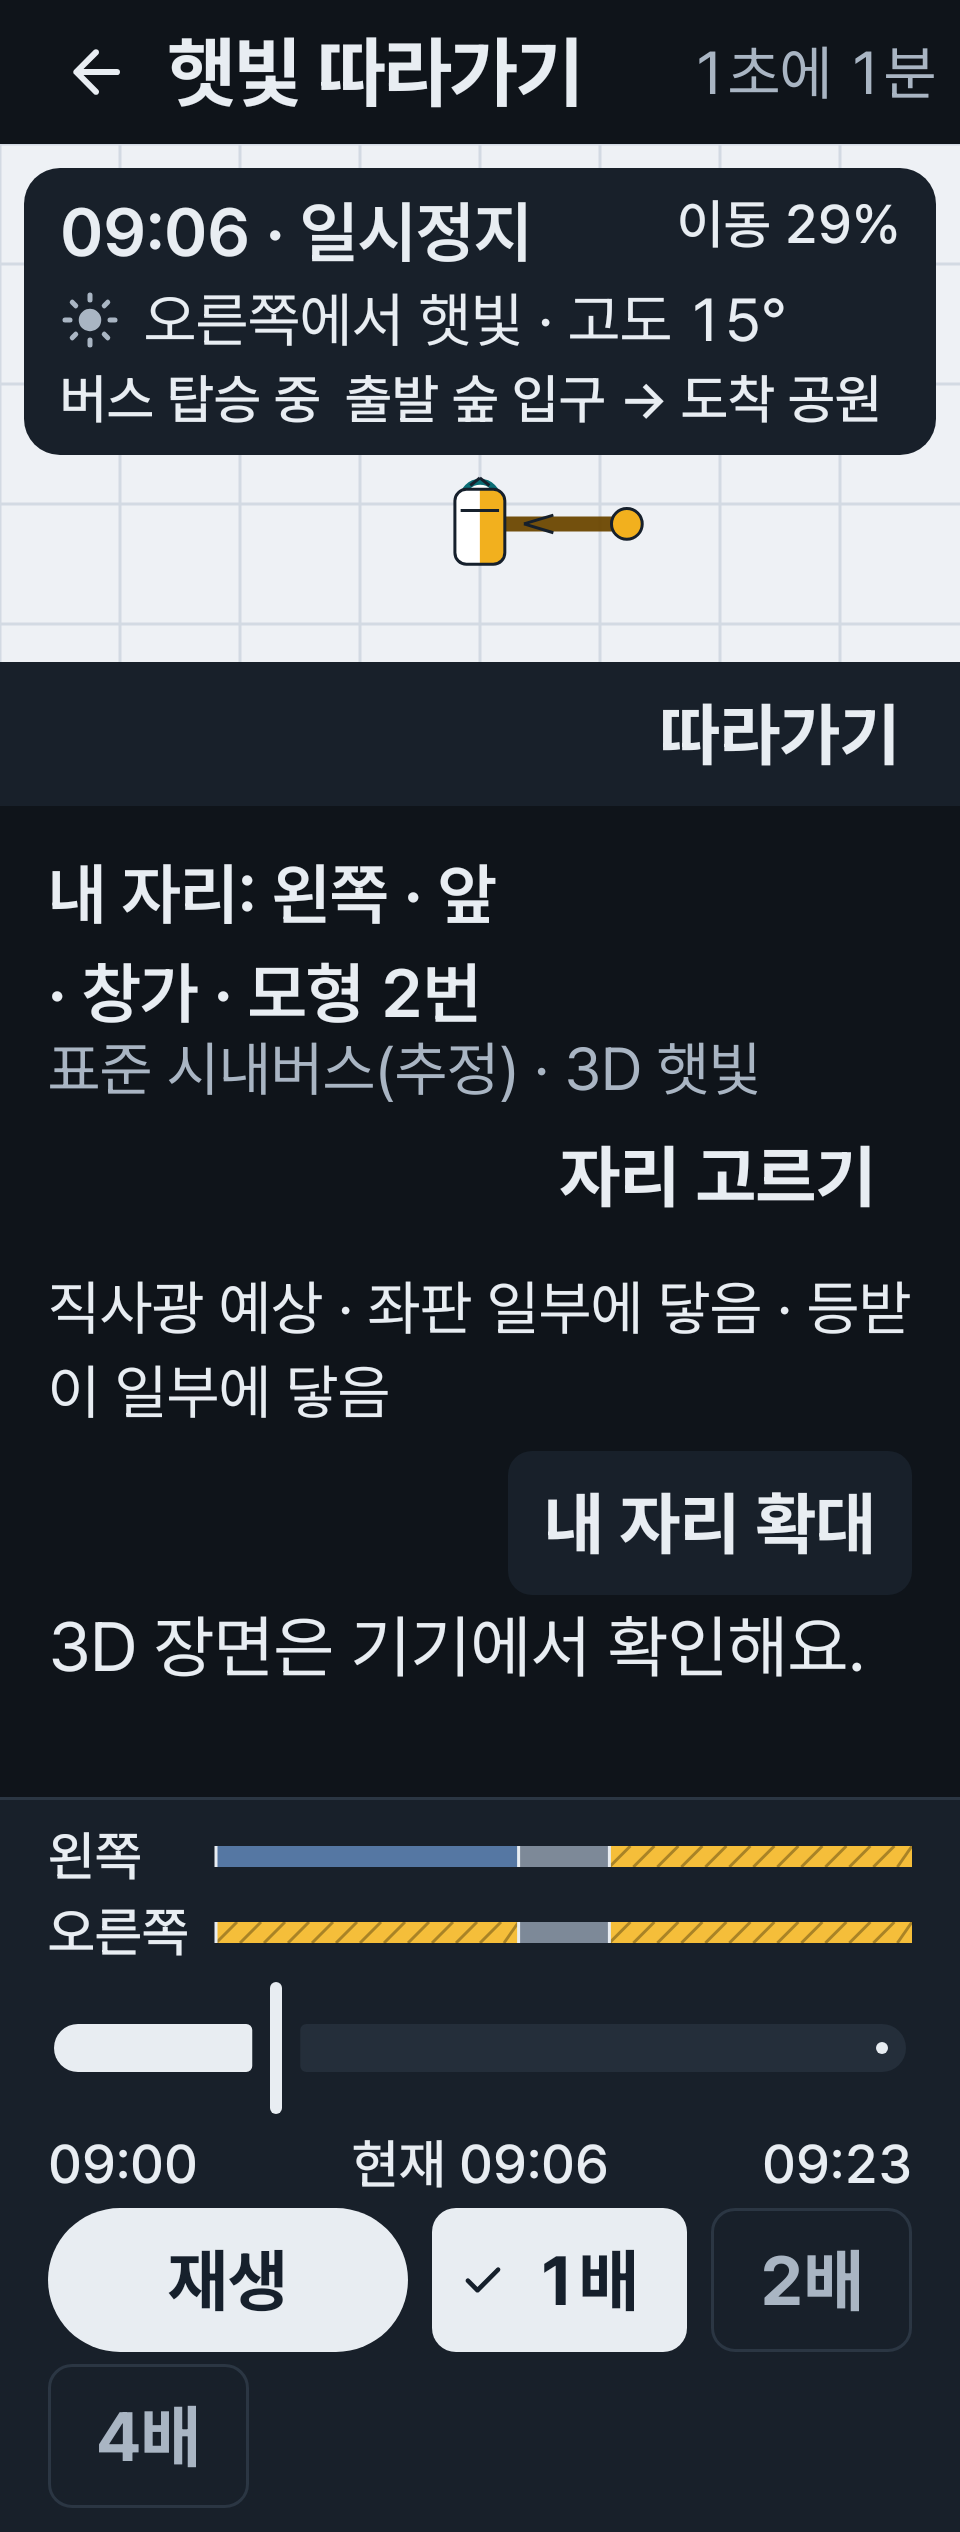 햇빛 따라가기
1초에 1분
09:06 · 일시정지
이동 29%
오른쪽에서 햇빛 · 고도 15°
버스 탑승 중 출발 숲 입구 → 도착 공원
따라가기
내 자리: 왼쪽 · 앞
· 창가 · 모형 2번
표준 시내버스(추정) · 3D 햇빛
자리 고르기
직사광 예상 · 좌판 일부에 닿음 · 등받
이 일부에 닿음
내 자리 확대
3D 장면은 기기에서 확인해요.
왼쪽
오른쪽
09:00
현재 09:06
09:23
재생
1배
2배
4배